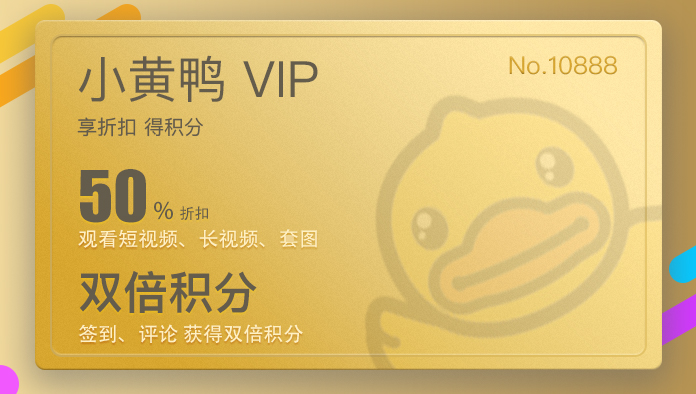 小黄鸭 VIP
No.10888
享折扣 得积分
50% 折扣
观看短视频、长视频、套图
双倍积分
签到、评论 获得双倍积分